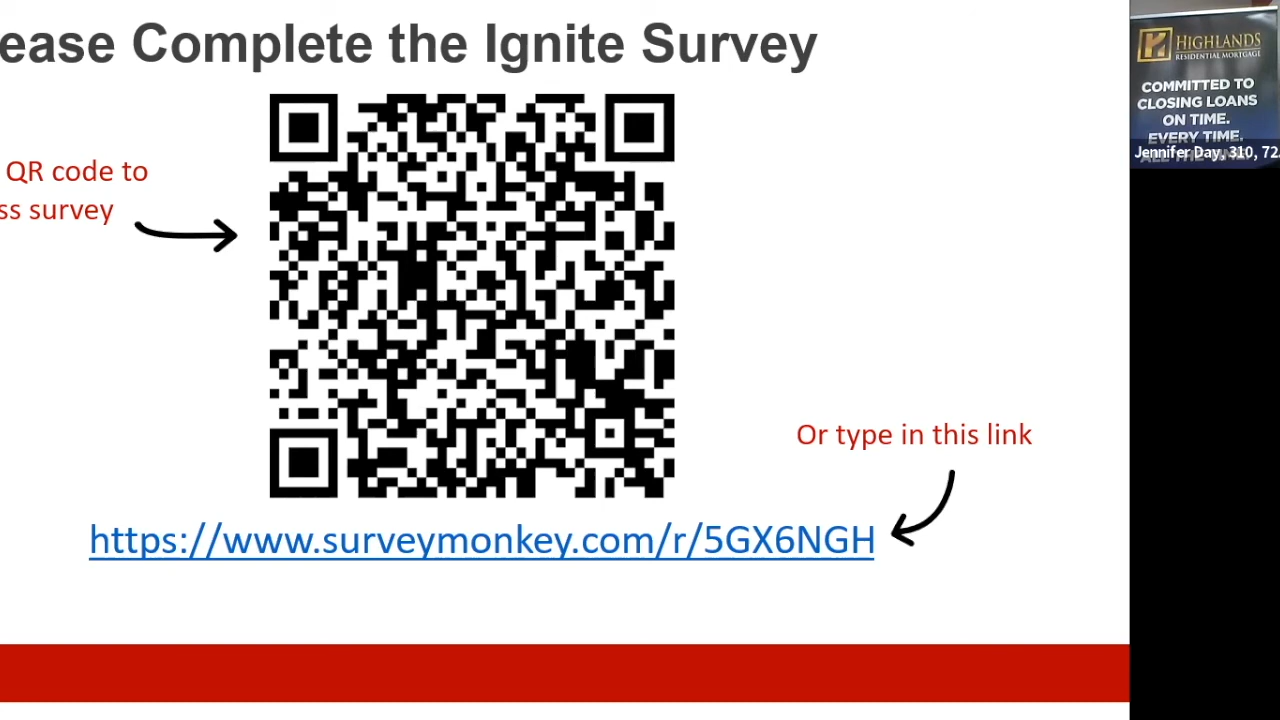 ease Complete the Ignite Survey
QR code to
ss survey
Or type in this link
https://www.surveymonkey.com/r/5GX6NGH
HIGHLANDS
RESIDENTIAL MORTGAGE
COMMITTED TO
CLOSING LOANS
ON TIME.
EVERY TIME.
Jennifer Day, 310, 72